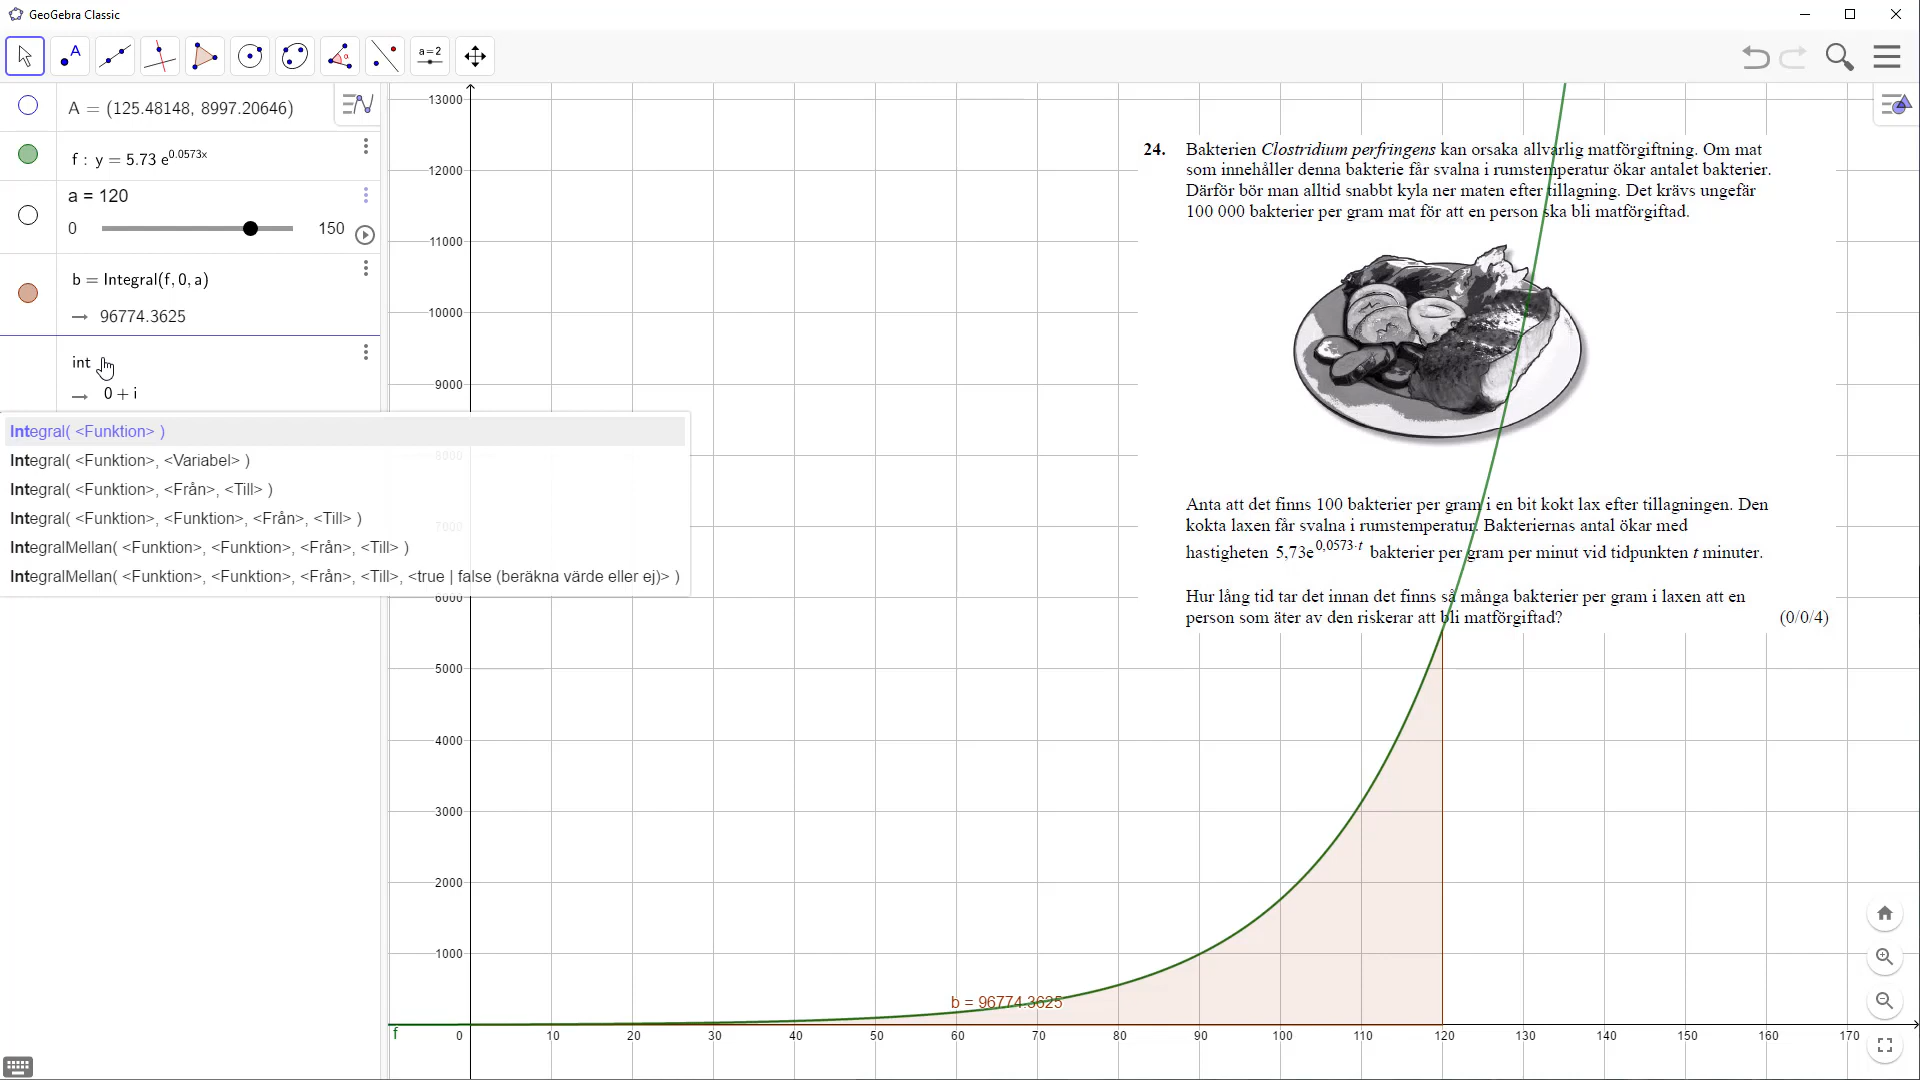 GeoGebra Classic
A
a=2
A = (125.48148, 8997.20646)
f : y = 5.73 e^0.0573x
a = 120
0
150
b = Integral(f, 0, a)
→ 96774.3625
int
→ 0 + i
Integral( <Funktion> )
Integral( <Funktion>, <Variabel> )
Integral( <Funktion>, <Från>, <Till> )
Integral( <Funktion>, <Funktion>, <Från>, <Till> )
IntegralMellan( <Funktion>, <Funktion>, <Från>, <Till> )
IntegralMellan( <Funktion>, <Funktion>, <Från>, <Till>, <true | false (beräkna värde eller ej)> )
13000
12000
11000
10000
9000
8000
7000
6000
5000
4000
3000
2000
1000
24. Bakterien Clostridium perfringens kan orsaka allvarlig matförgiftning. Om mat
som innehåller denna bakterie får svalna i rumstemperatur ökar antalet bakterier.
Därför bör man alltid snabbt kyla ner maten efter tillagning. Det krävs ungefär
100 000 bakterier per gram mat för att en person ska bli matförgiftad.
Anta att det finns 100 bakterier per gram i en bit kokt lax efter tillagningen. Den
kokta laxen får svalna i rumstemperatur. Bakteriernas antal ökar med
hastigheten 5,73e^0,0573·t bakterier per gram per minut vid tidpunkten t minuter.
Hur lång tid tar det innan det finns så många bakterier per gram i laxen att en
person som äter av den riskerar att bli matförgiftad? (0/0/4)
b = 96774.3625
f
0 10 20 30 40 50 60 70 80 90 100 110 120 130 140 150 160 170